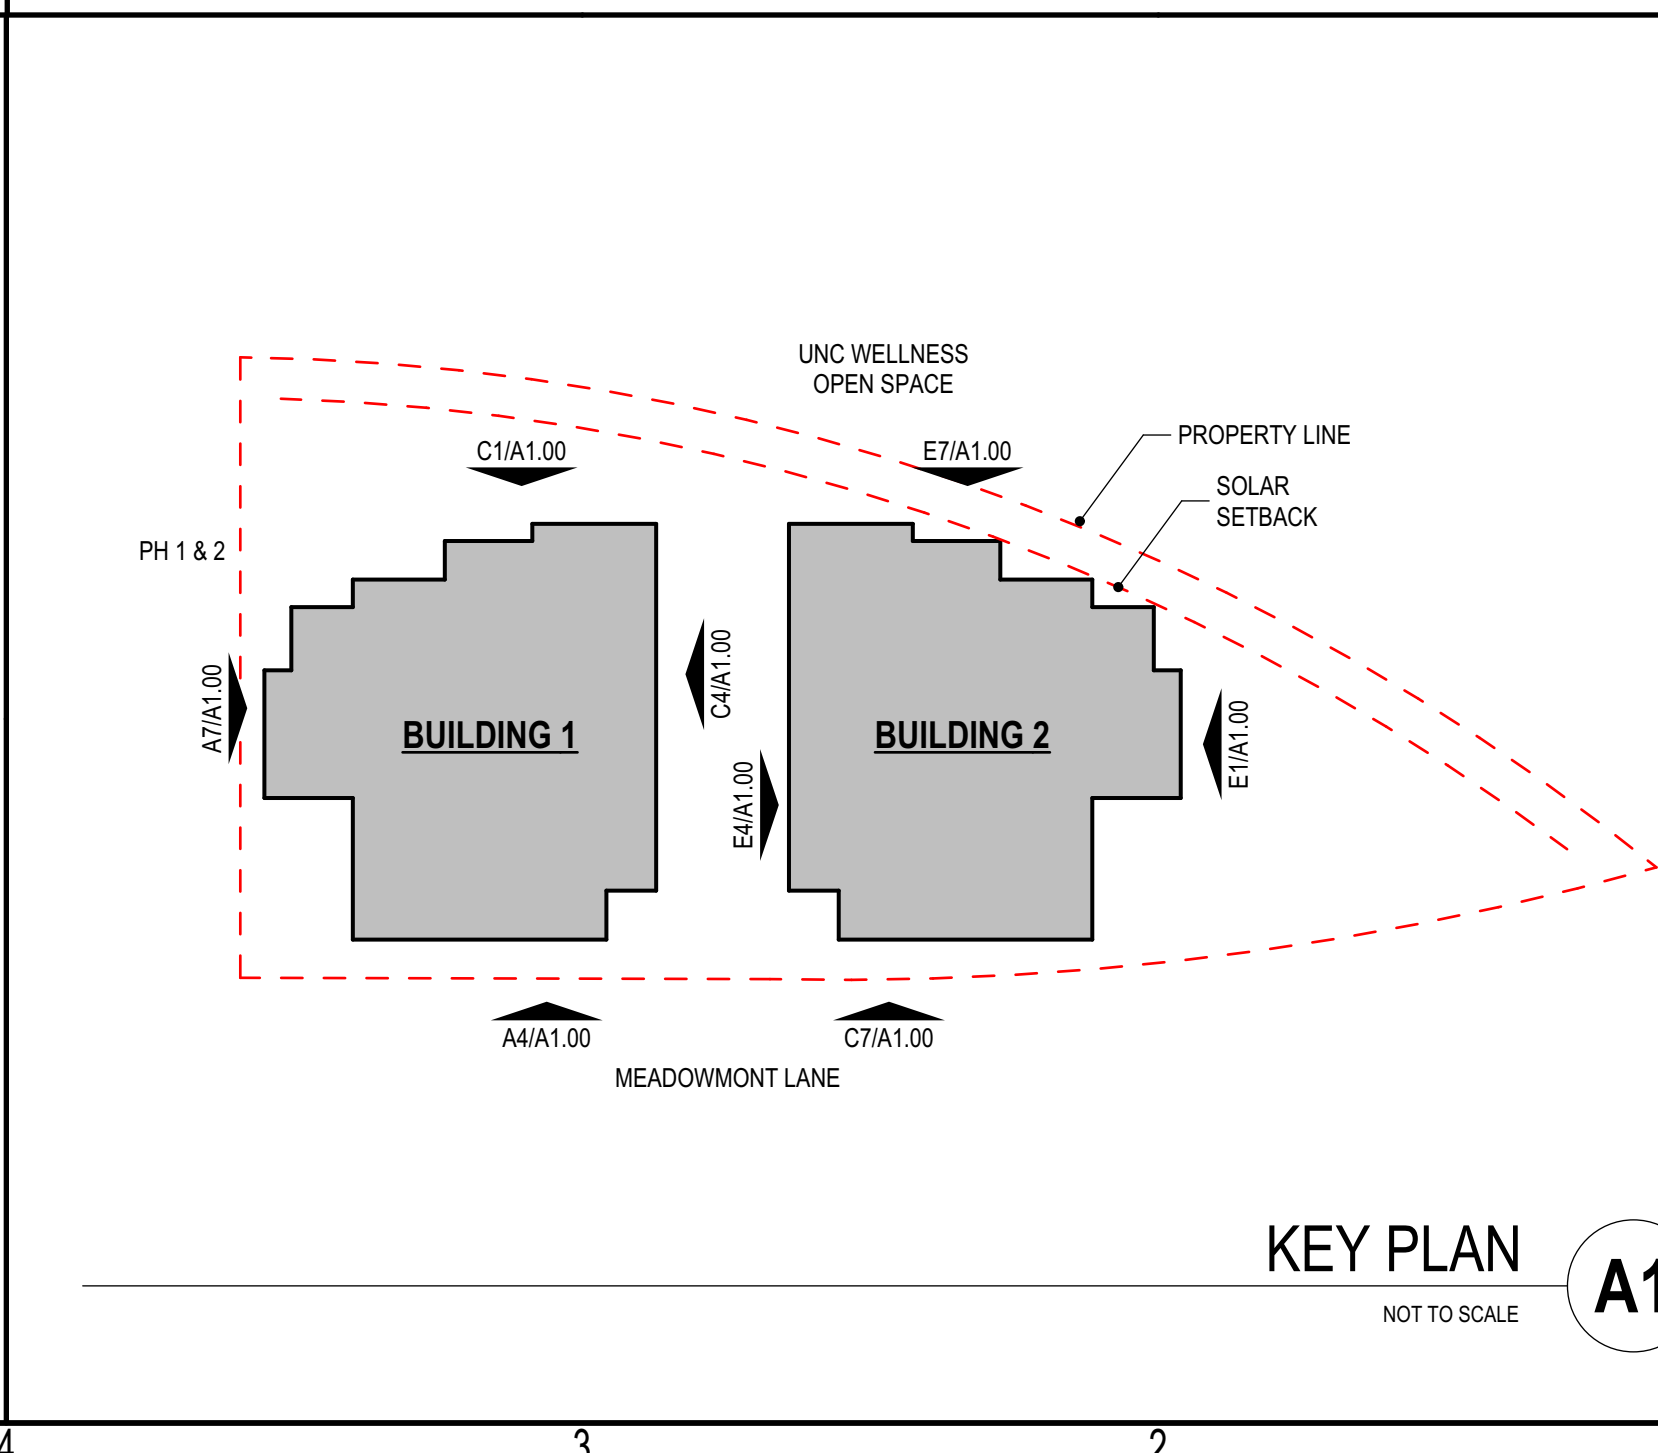 UNC WELLNESS
OPEN SPACE
PROPERTY LINE
C1/A1.00
E7/A1.00
SOLAR
SETBACK
PH 1 & 2
A7/A1.00
C4/A1.00
BUILDING 1
BUILDING 2
E1/A1.00
E4/A1.00
A4/A1.00
C7/A1.00
MEADOWMONT LANE
KEY PLAN
A1
NOT TO SCALE
4
3
2